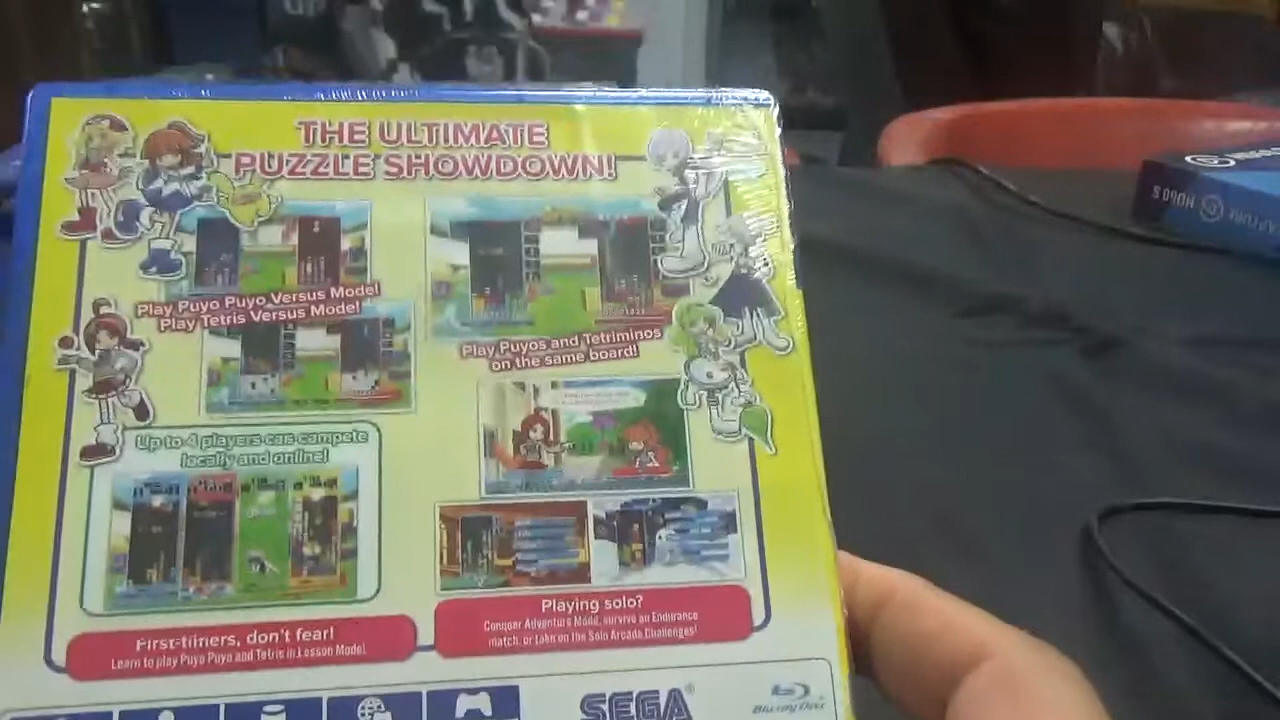 THE ULTIMATE
PUZZLE SHOWDOWN!
Play Puyo Puyo Versus Mode!
Play Tetris Versus Mode!
Play Puyos and Tetriminos
on the same board!
Up to 4 players can compete
locally and online!
First-timers, don't fear!
Learn to play Puyo Puyo and Tetris in Lesson Mode!
Playing solo?
Conquer Adventure Mode, survive an Endurance
match, or take on the Solo Arcade Challenges!
SEGA®
Blu-ray Disc
HU60 S